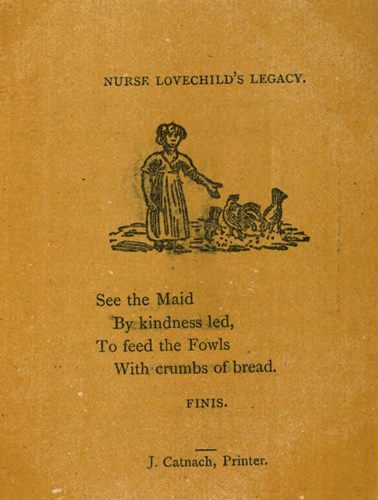 NURSE LOVECHILD'S LEGACY.
See the Maid
By kindness led,
To feed the Fowls
With crumbs of bread.
FINIS.
J. Catnach, Printer.